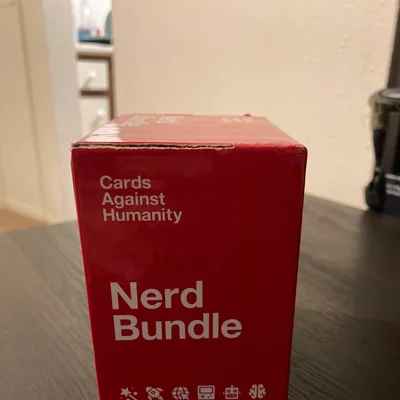 Cards
Against
Humanity
Nerd
Bundle